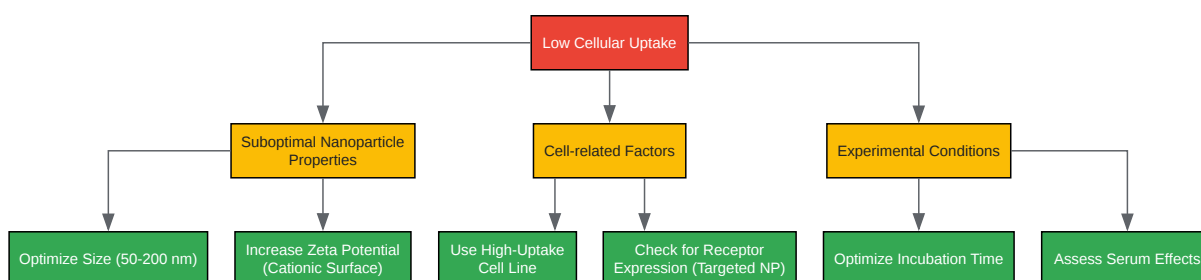 Low Cellular Uptake
Suboptimal Nanoparticle
Properties
Cell-related Factors
Experimental Conditions
Optimize Size (50-200 nm)
Increase Zeta Potential
(Cationic Surface)
Use High-Uptake
Cell Line
Check for Receptor
Expression (Targeted NP)
Optimize Incubation Time
Assess Serum Effects